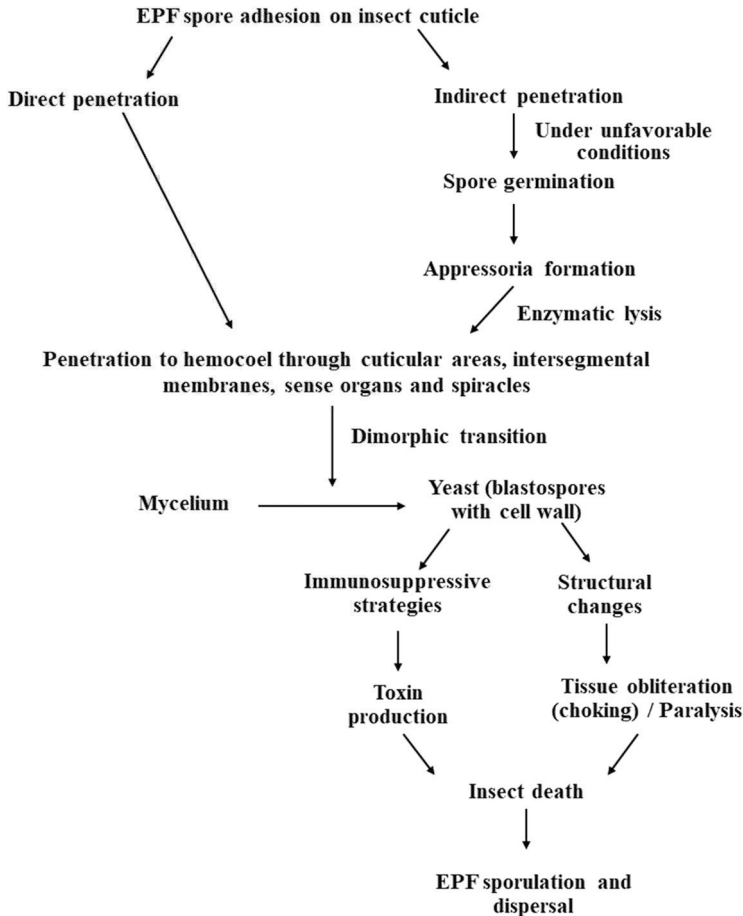 EPF spore adhesion on insect cuticle
Direct penetration
Indirect penetration
Under unfavorable
conditions
Spore germination
Appressoria formation
Enzymatic lysis
Penetration to hemocoel through cuticular areas, intersegmental
membranes, sense organs and spiracles
Dimorphic transition
Mycelium
Yeast (blastospores
with cell wall)
Immunosuppressive
strategies
Structural
changes
Toxin
production
Tissue obliteration
(choking) / Paralysis
Insect death
EPF sporulation and
dispersal